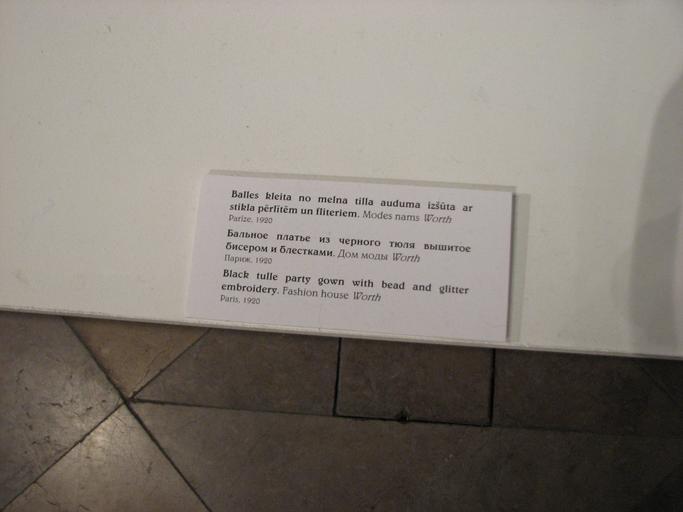 Balles kleita no melna tilla auduma izšūta ar
stikla pērlītēm un fliteriem. Modes nams Worth
Parīze, 1920
Бальное платье из черного тюля вышитое
бисером и блестками. Дом моды Worth
Париж, 1920
Black tulle party gown with bead and glitter
embroidery. Fashion house Worth
Paris, 1920